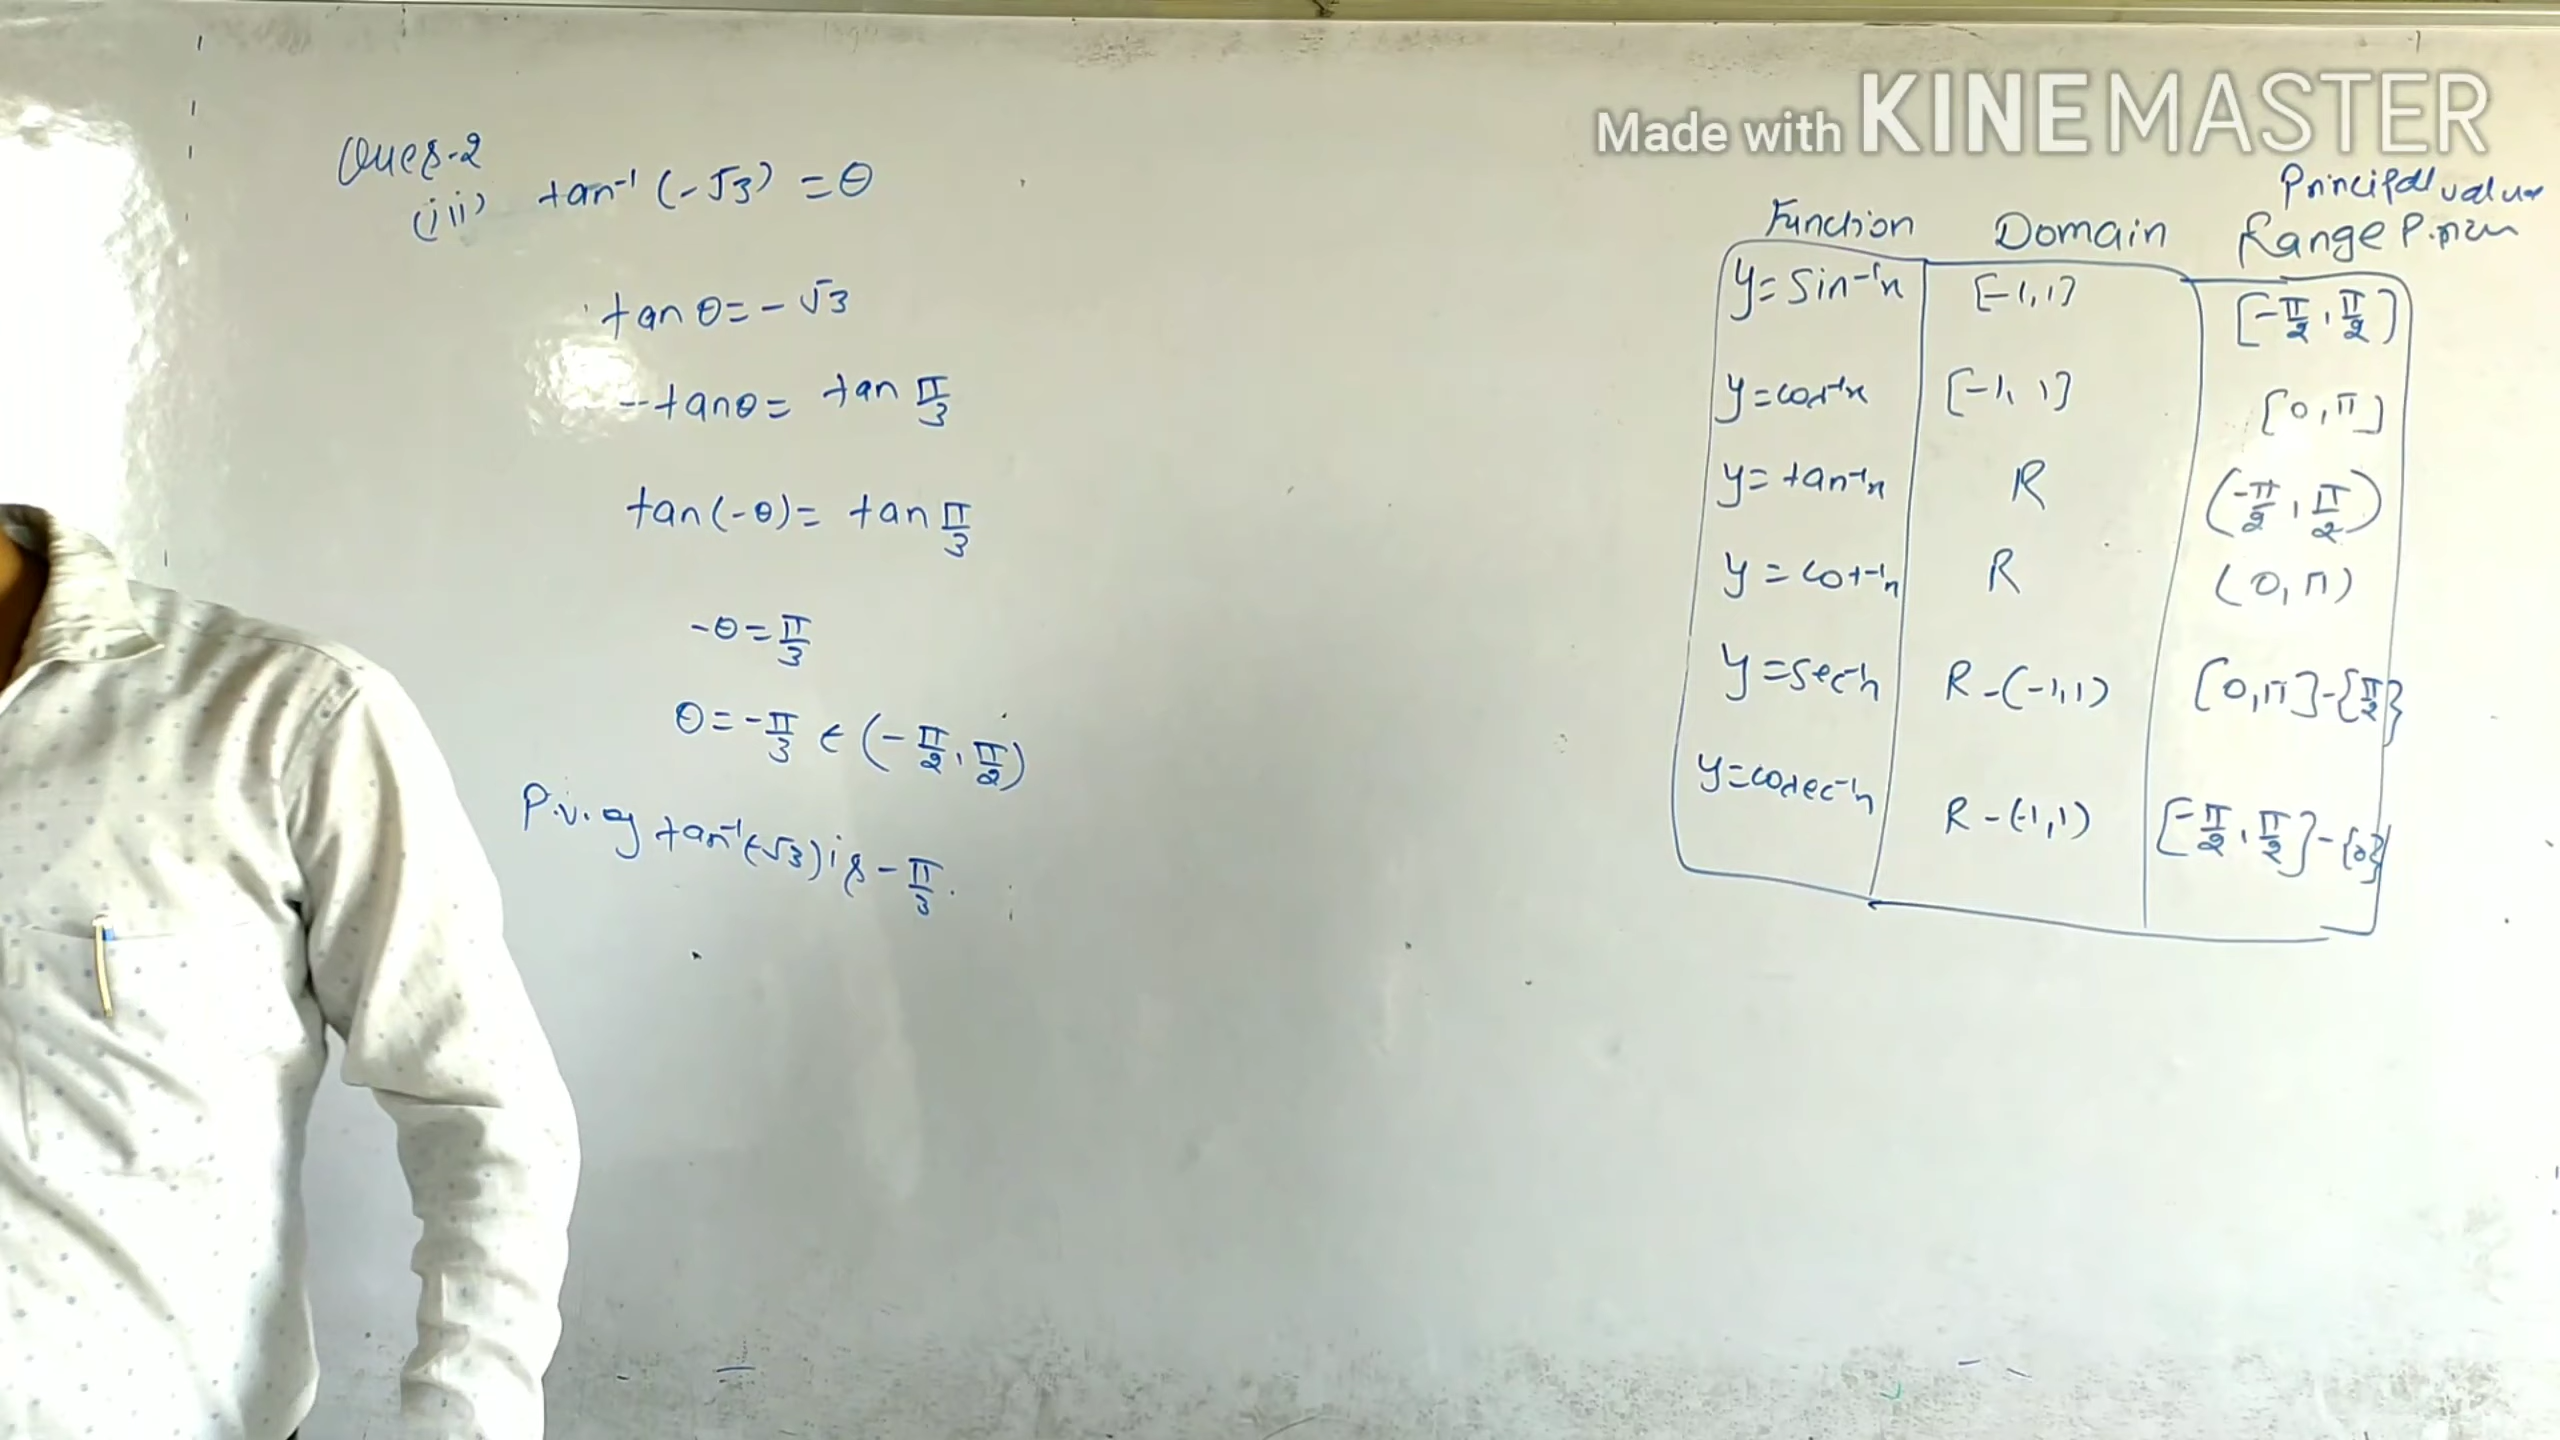 Made with KINEMASTER
Ques-2
(iii) tan⁻¹(-√3) = θ
tan θ = -√3
-tanθ = tan π/3
tan(-θ) = tan π/3
-θ = π/3
θ = -π/3 ∈ (-π/2, π/2)
P.v. of tan⁻¹(-√3) is -π/3.
Principal value
Function Domain Range
y = Sin⁻¹x [-1,1] [-π/2, π/2]
y = cos⁻¹x [-1, 1] [0, π]
y = tan⁻¹x R (-π/2, π/2)
y = cot⁻¹x R (0, π)
y = sec⁻¹x R-(-1,1) [0,π]-{π/2}
y = cosec⁻¹x R-(-1,1) [-π/2, π/2]-{0}